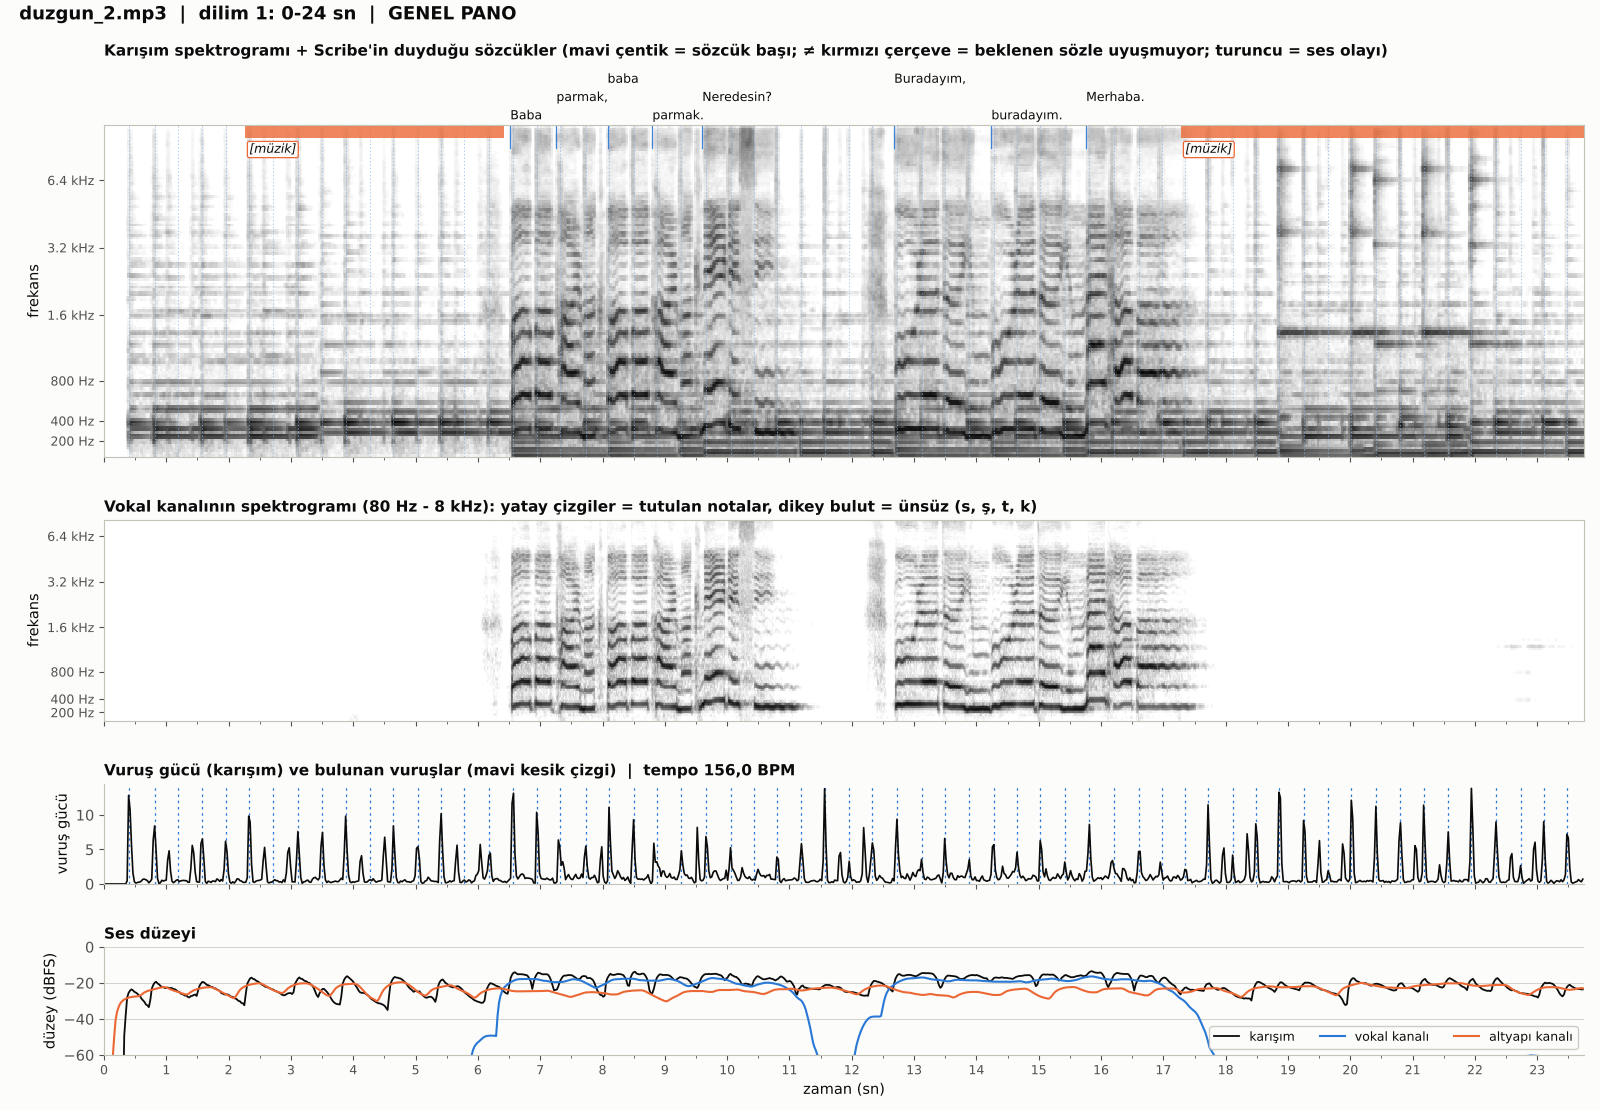 duzgun_2.mp3 | dilim 1: 0-24 sn | GENEL PANO
Karışım spektrogramı + Scribe'in duyduğu sözcükler (mavi çentik = sözcük başı; ≠ kırmızı çerçeve = beklenen sözle uyuşmuyor; turuncu = ses olayı)
baba Buradayım,
parmak, Neredesin? Merhaba.
Baba parmak. buradayım.
[müzik] [müzik]
6.4 kHz
3.2 kHz
1.6 kHz
800 Hz
400 Hz
200 Hz
frekans
Vokal kanalının spektrogramı (80 Hz - 8 kHz): yatay çizgiler = tutulan notalar, dikey bulut = ünsüz (s, ş, t, k)
6.4 kHz
3.2 kHz
1.6 kHz
800 Hz
400 Hz
200 Hz
frekans
Vuruş gücü (karışım) ve bulunan vuruşlar (mavi kesik çizgi) | tempo 156,0 BPM
10
5
0
vuruş gücü
Ses düzeyi
0
−20
−40
−60
düzey (dBFS)
karışım vokal kanalı altyapı kanalı
0 1 2 3 4 5 6 7 8 9 10 11 12 13 14 15 16 17 18 19 20 21 22 23
zaman (sn)